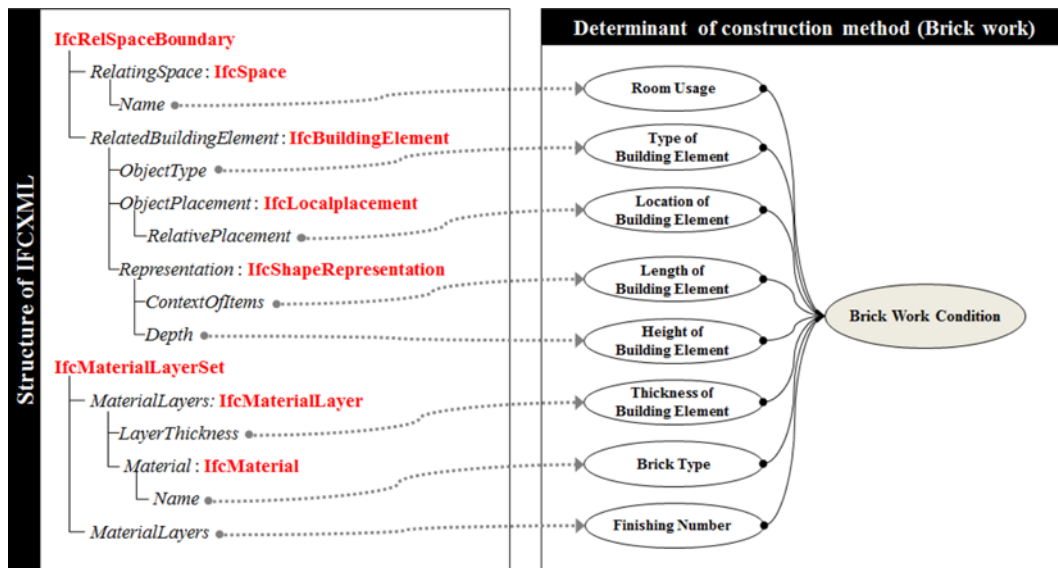 Structure of IFCXML
IfcRelSpaceBoundary
RelatingSpace : IfcSpace
Name
RelatedBuildingElement : IfcBuildingElement
ObjectType
ObjectPlacement : IfcLocalplacement
RelativePlacement
Representation : IfcShapeRepresentation
ContextOfItems
Depth
IfcMaterialLayerSet
MaterialLayers: IfcMaterialLayer
LayerThickness
Material : IfcMaterial
Name
MaterialLayers
Determinant of construction method (Brick work)
Room Usage
Type of
Building Element
Location of
Building Element
Length of
Building Element
Height of
Building Element
Thickness of
Building Element
Brick Type
Finishing Number
Brick Work Condition